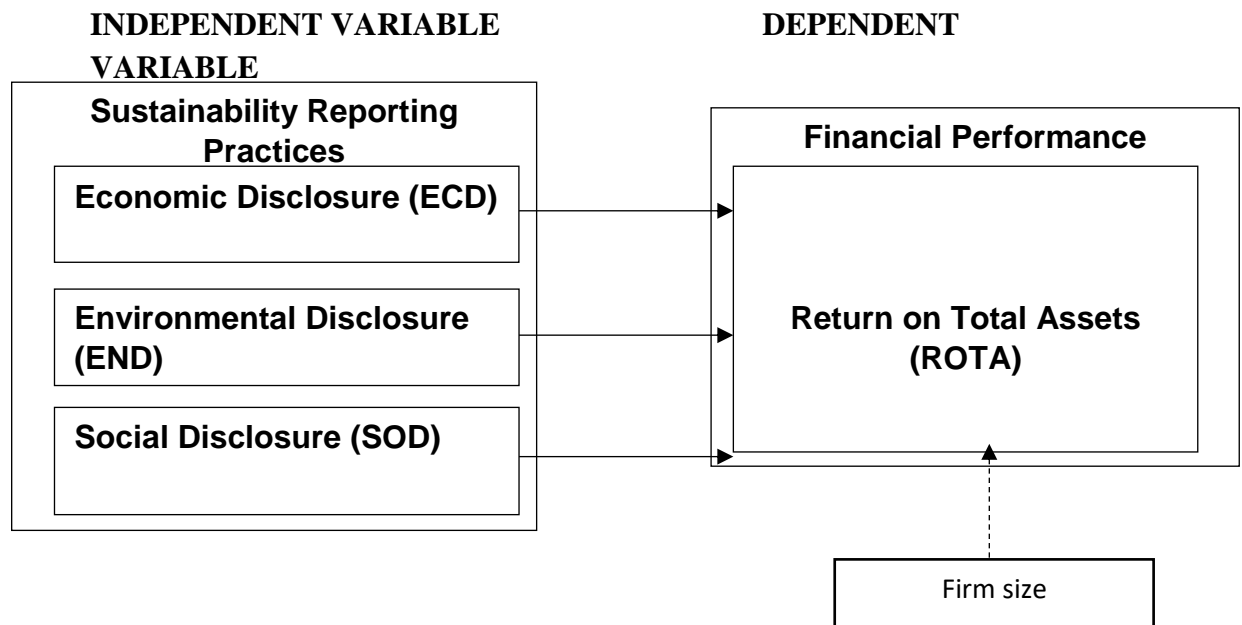 INDEPENDENT VARIABLE DEPENDENT
VARIABLE
Sustainability Reporting
Practices
Economic Disclosure (ECD)
Environmental Disclosure
(END)
Social Disclosure (SOD)
Financial Performance
Return on Total Assets
(ROTA)
Firm size